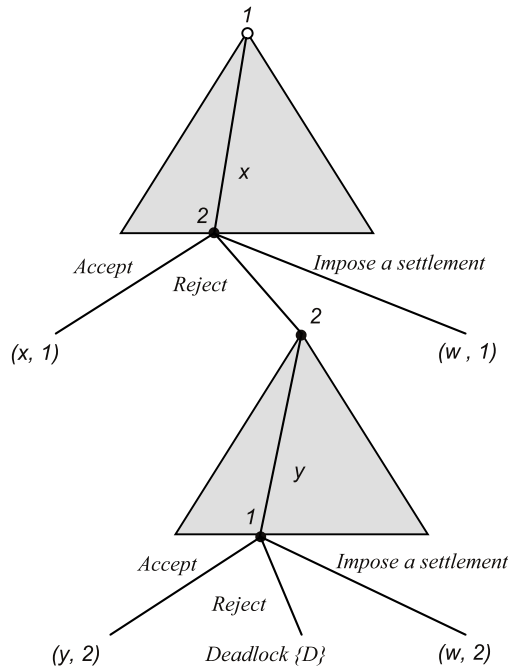 1
x
2
Accept
Reject
Impose a settlement
(x, 1)
2
(w , 1)
y
1
Accept
Reject
Impose a settlement
(y, 2)
Deadlock {D}
(w, 2)